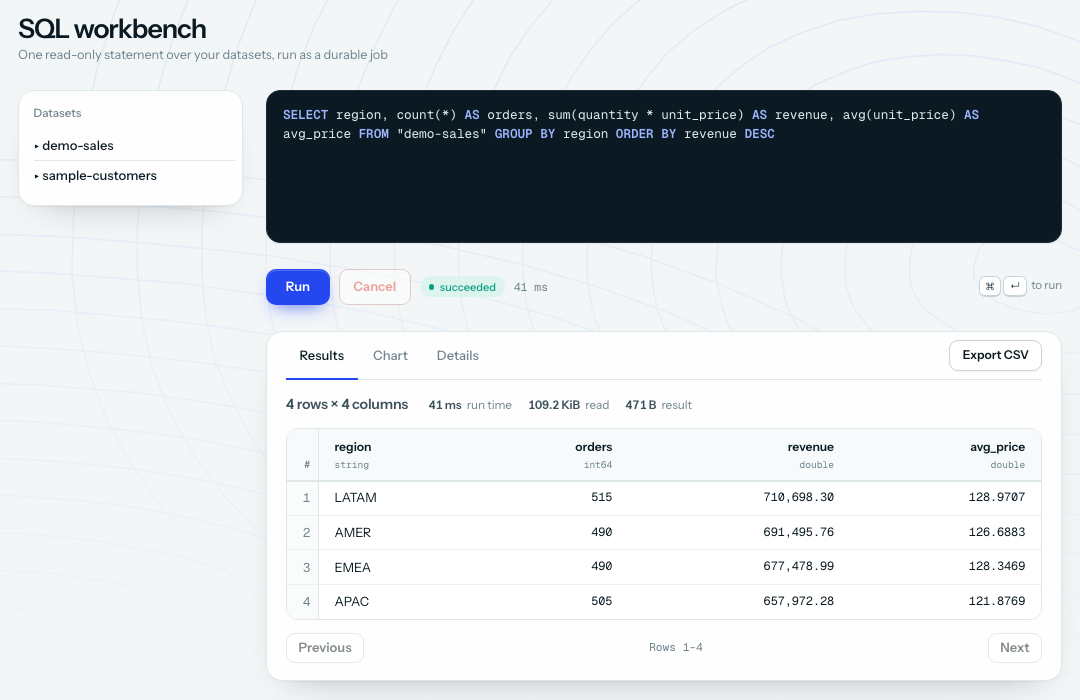 SQL workbench
One read-only statement over your datasets, run as a durable job
Datasets
▸ demo-sales
▸ sample-customers
SELECT region, count(*) AS orders, sum(quantity * unit_price) AS revenue, avg(unit_price) AS
avg_price FROM "demo-sales" GROUP BY region ORDER BY revenue DESC
Run Cancel succeeded 41 ms ⌘ ↵ to run
Results Chart Details Export CSV
4 rows × 4 columns 41 ms run time 109.2 KiB read 471 B result
region orders revenue avg_price
# string int64 double double
1 LATAM 515 710,698.30 128.9707
2 AMER 490 691,495.76 126.6883
3 EMEA 490 677,478.99 128.3469
4 APAC 505 657,972.28 121.8769
Previous Rows 1–4 Next